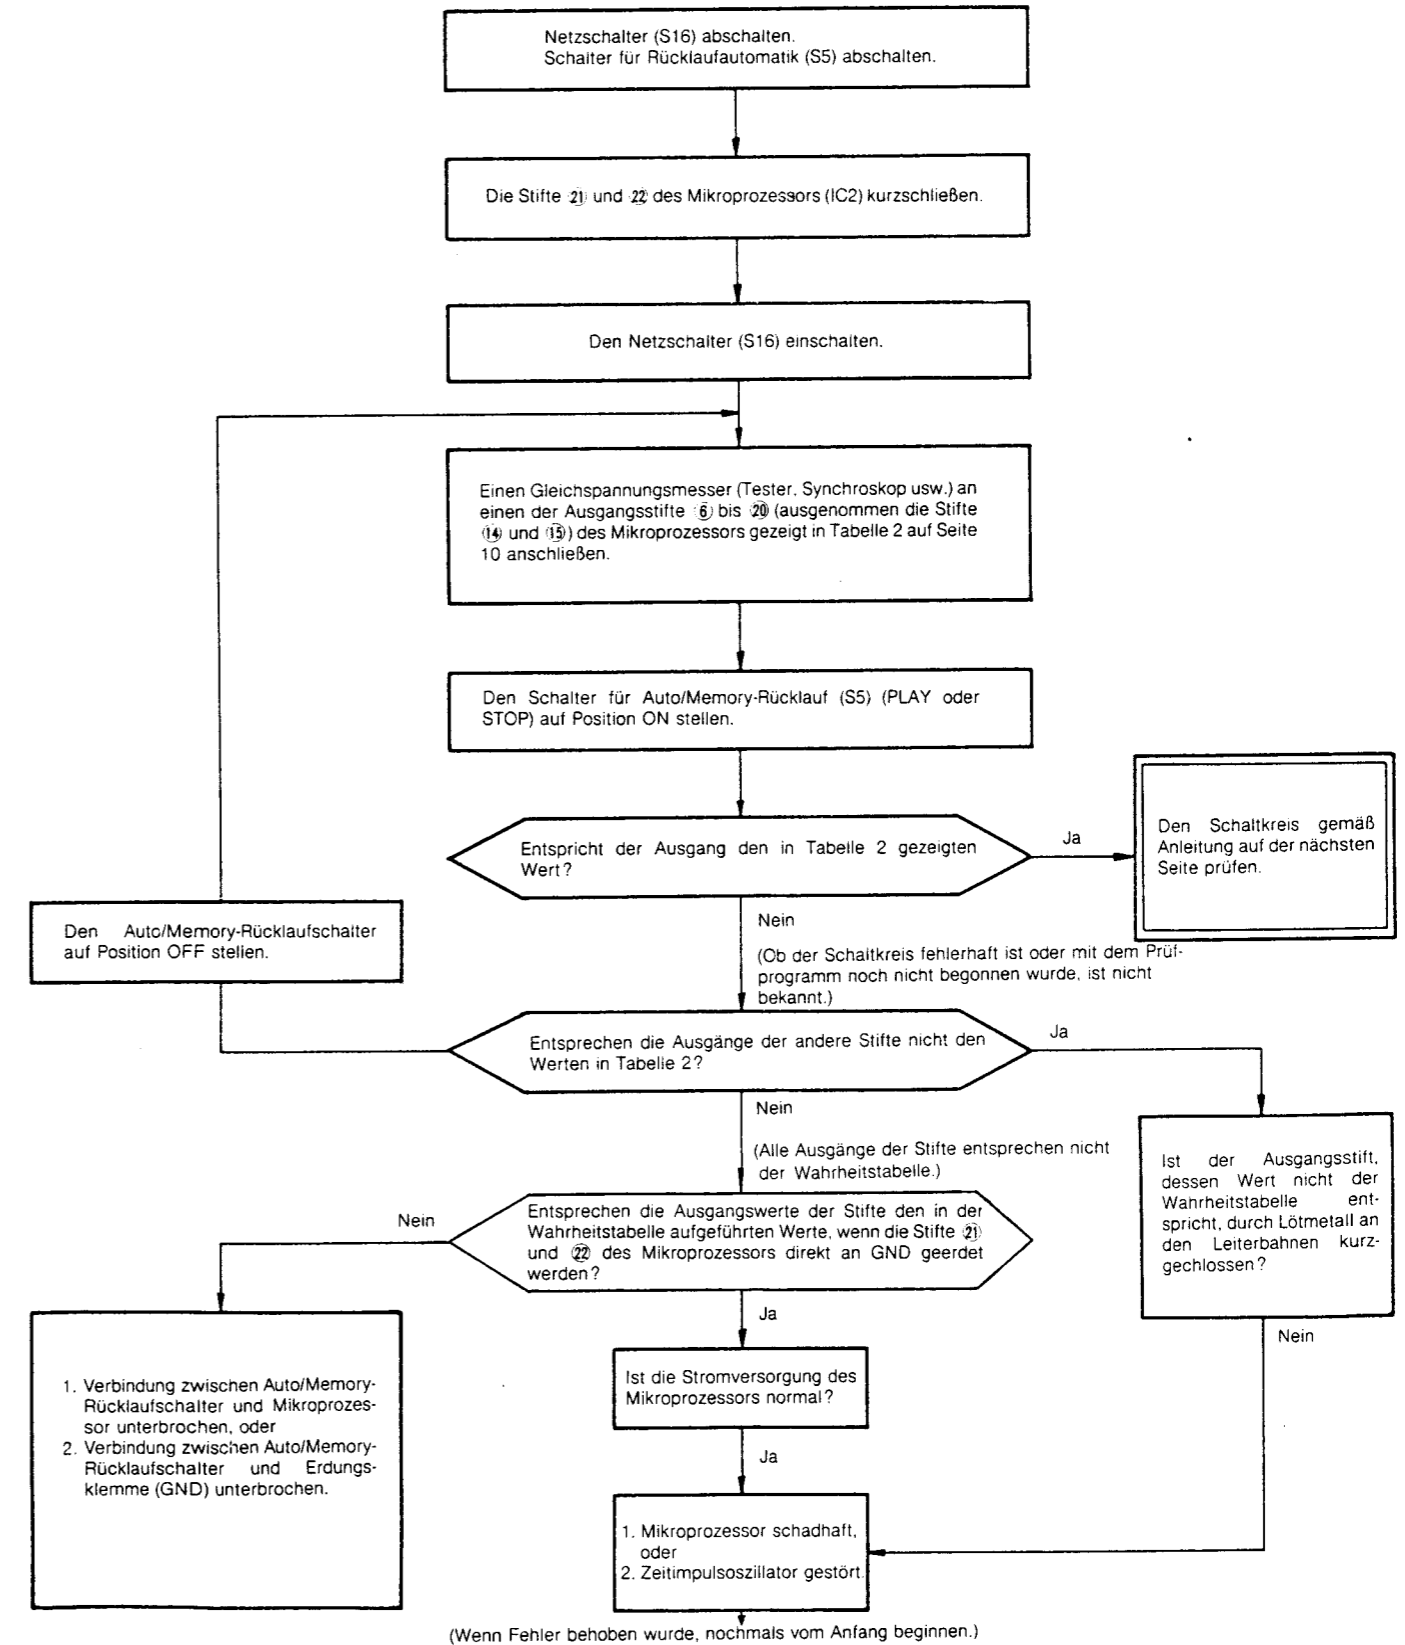 Netzschalter (S16) abschalten.
Schalter für Rücklaufautomatik (S5) abschalten.
Die Stifte ㉑ und ㉒ des Mikroprozessors (IC2) kurzschließen.
Den Netzschalter (S16) einschalten.
Einen Gleichspannungsmesser (Tester, Synchroskop usw.) an
einen der Ausgangsstifte ⑥ bis ⑳ (ausgenommen die Stifte
⑭ und ⑮) des Mikroprozessors gezeigt in Tabelle 2 auf Seite
10 anschließen.
Den Schalter für Auto/Memory-Rücklauf (S5) (PLAY oder
STOP) auf Position ON stellen.
Entspricht der Ausgang den in Tabelle 2 gezeigten
Wert?
Ja
Den Schaltkreis gemäß
Anleitung auf der nächsten
Seite prüfen.
Nein
(Ob der Schaltkreis fehlerhaft ist oder mit dem Prüf-
programm noch nicht begonnen wurde, ist nicht
bekannt.)
Den Auto/Memory-Rücklaufschalter
auf Position OFF stellen.
Entsprechen die Ausgänge der andere Stifte nicht den
Werten in Tabelle 2?
Ja
Nein
(Alle Ausgänge der Stifte entsprechen nicht
der Wahrheitstabelle.)
Ist der Ausgangsstift,
dessen Wert nicht der
Wahrheitstabelle ent-
spricht, durch Lötmetall an
den Leiterbahnen kurz-
gechlossen?
Nein
Entsprechen die Ausgangswerte der Stifte den in der
Wahrheitstabelle aufgeführten Werte, wenn die Stifte ㉑
und ㉒ des Mikroprozessors direkt an GND geerdet
werden?
Nein
Ja
1. Verbindung zwischen Auto/Memory-
Rücklaufschalter und Mikroprozes-
sor unterbrochen, oder
2. Verbindung zwischen Auto/Memory-
Rücklaufschalter und Erdungs-
klemme (GND) unterbrochen.
Ist die Stromversorgung des
Mikroprozessors normal?
Ja
1. Mikroprozessor schadhaft,
oder
2. Zeitimpulsoszillator gestört.
(Wenn Fehler behoben wurde, nochmals vom Anfang beginnen.)